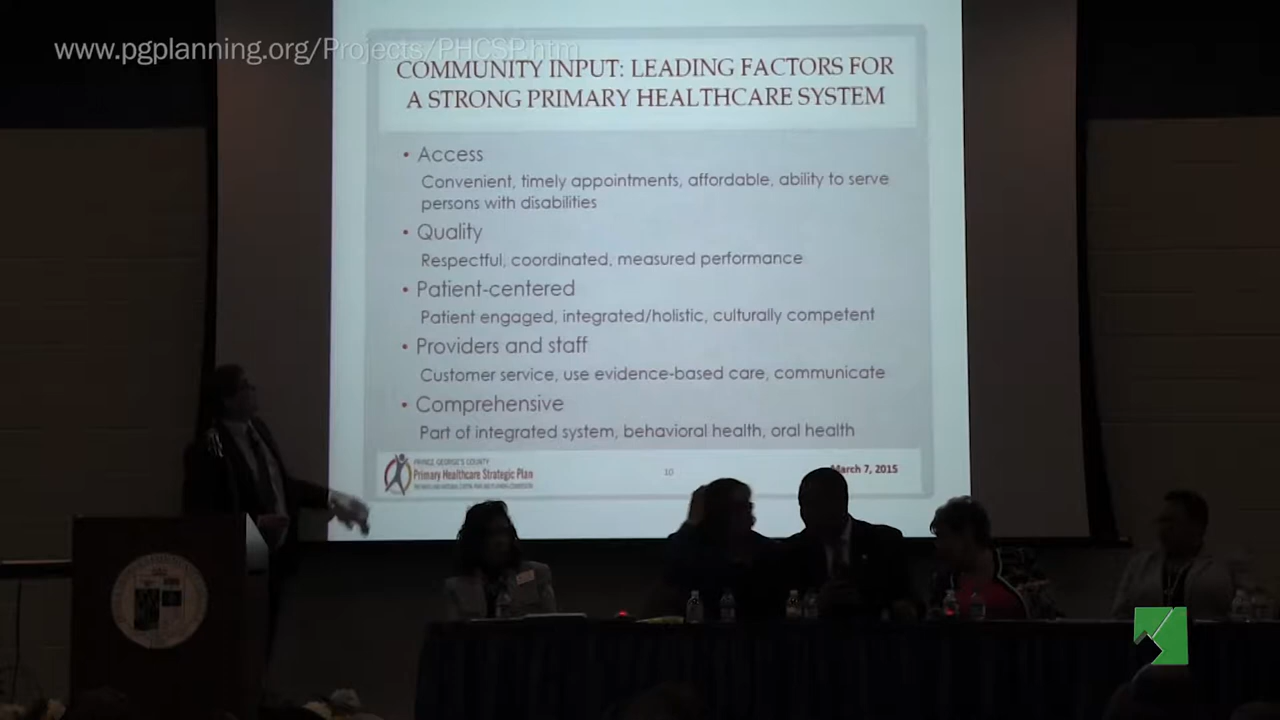 www.pgplanning.org/Projects/PHCSP.htm
COMMUNITY INPUT: LEADING FACTORS FOR
A STRONG PRIMARY HEALTHCARE SYSTEM
• Access
Convenient, timely appointments, affordable, ability to serve
persons with disabilities
• Quality
Respectful, coordinated, measured performance
• Patient-centered
Patient engaged, integrated/holistic, culturally competent
• Providers and staff
Customer service, use evidence-based care, communicate
• Comprehensive
Part of integrated system, behavioral health, oral health
PRINCE GEORGE'S COUNTY
Primary Healthcare Strategic Plan
10
March 7, 2015